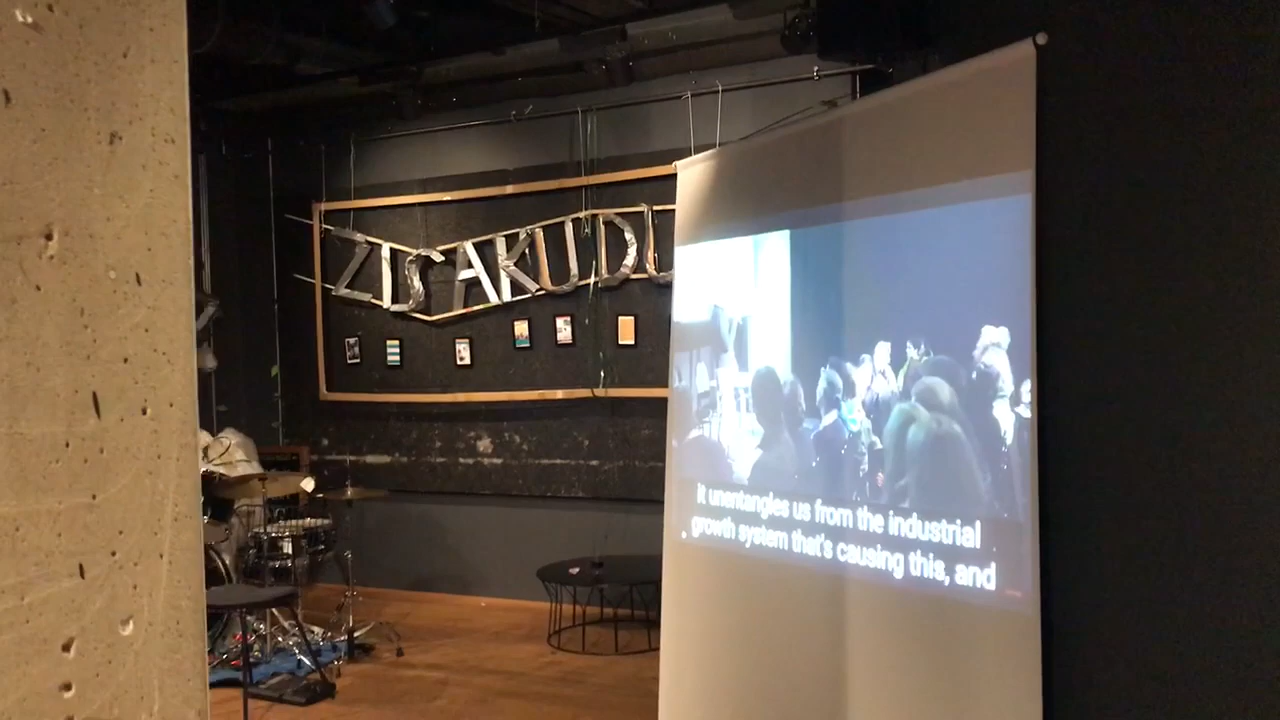 ZISAKUDU
it unentangles us from the industrial
growth system that's causing this, and